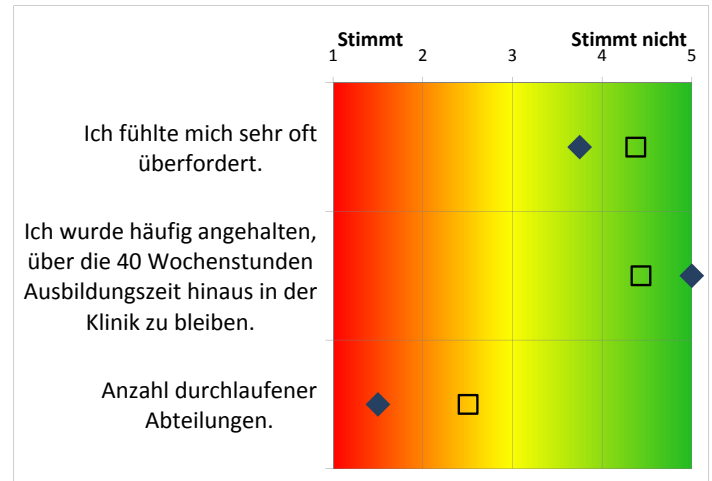 Stimmt Stimmt nicht
1 2 3 4 5
Ich fühlte mich sehr oft
überfordert.
Ich wurde häufig angehalten,
über die 40 Wochenstunden
Ausbildungszeit hinaus in der
Klinik zu bleiben.
Anzahl durchlaufener
Abteilungen.